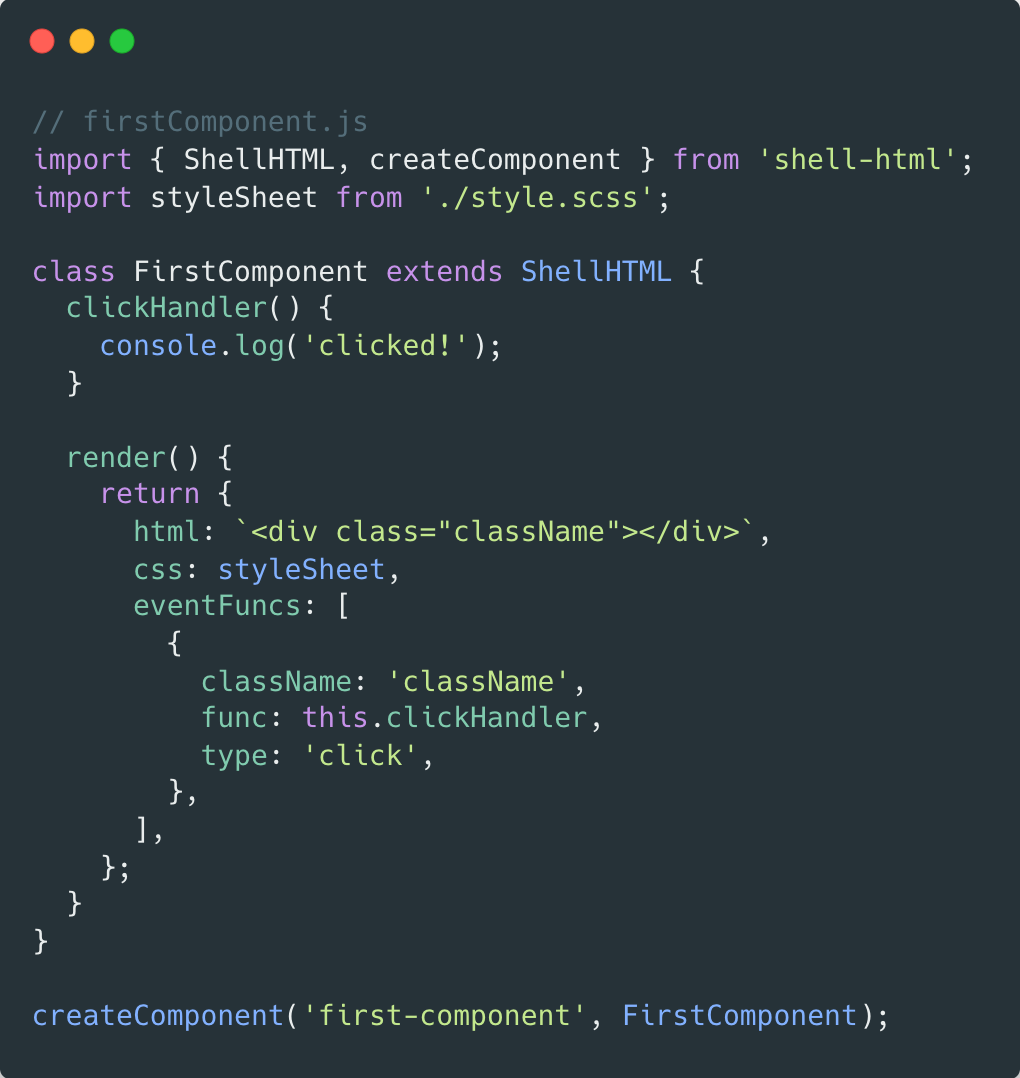 // firstComponent.js
import { ShellHTML, createComponent } from 'shell-html';
import styleSheet from './style.scss';

class FirstComponent extends ShellHTML {
  clickHandler() {
    console.log('clicked!');
  }

  render() {
    return {
      html: `<div class="className"></div>`,
      css: styleSheet,
      eventFuncs: [
        {
          className: 'className',
          func: this.clickHandler,
          type: 'click',
        },
      ],
    };
  }
}

createComponent('first-component', FirstComponent);